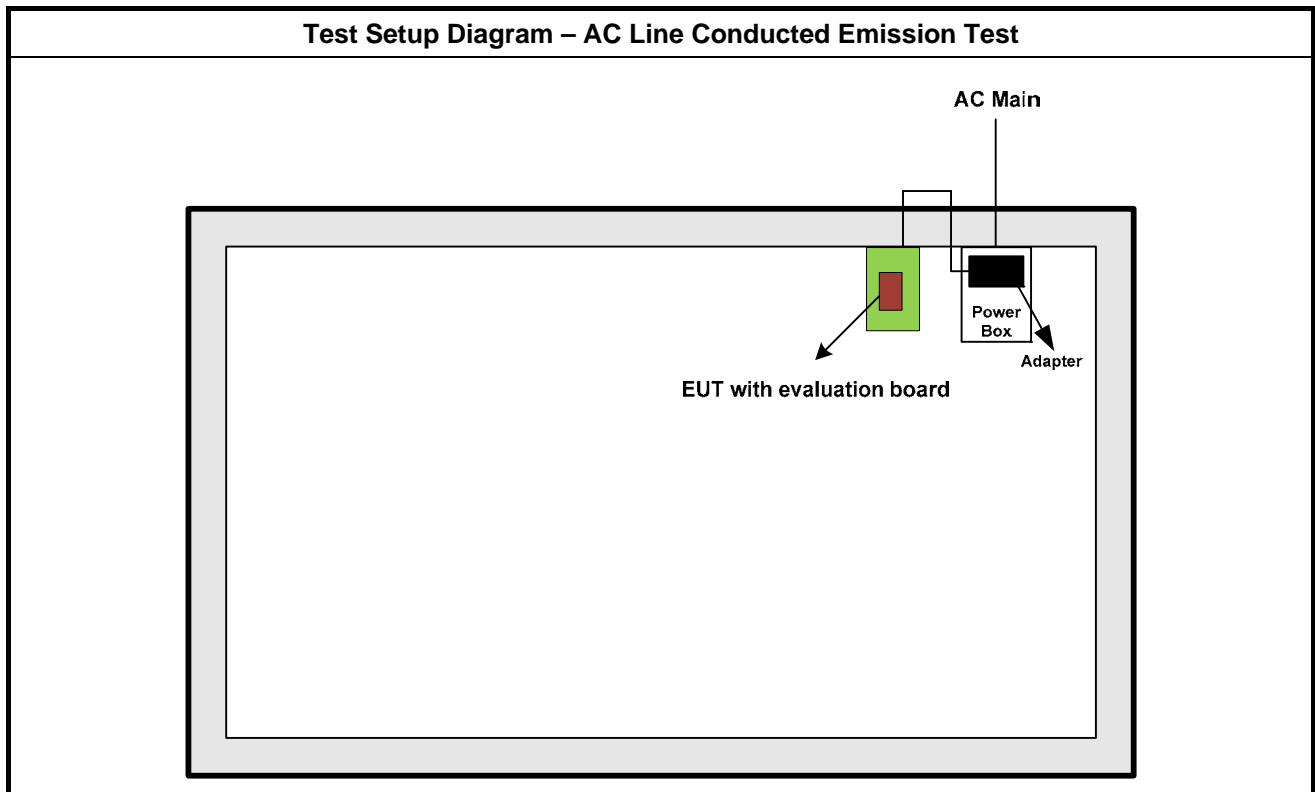 Test Setup Diagram – AC Line Conducted Emission Test
AC Main
Power
Box
Adapter
EUT with evaluation board